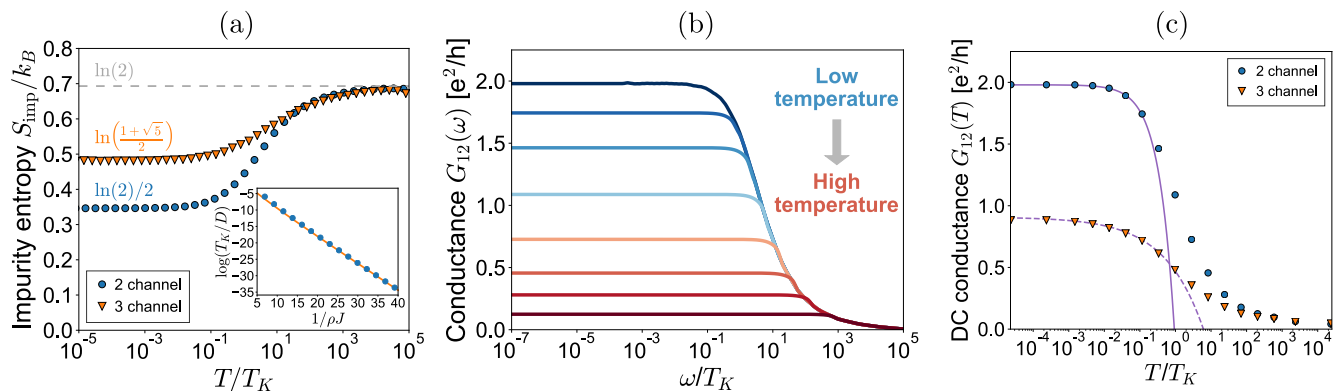 (a)
Impurity entropy S_imp/k_B
0.8
0.7
0.6
0.5
0.4
0.3
0.2
0.1
0.0
ln(2)
ln((1+√5)/2)
ln(2)/2
2 channel
3 channel
log(T_K/D)
−5
−10
−15
−20
−25
−30
−35
5 10 15 20 25 30 35 40
1/ρJ
10^−5 10^−3 10^−1 10^1 10^3 10^5
T/T_K
(b)
Conductance G_12(ω) [e²/h]
2.0
1.5
1.0
0.5
0.0
Low
temperature
High
temperature
10^−7 10^−5 10^−3 10^−1 10^1 10^3 10^5
ω/T_K
(c)
DC conductance G_12(T) [e²/h]
2.0
1.5
1.0
0.5
0.0
2 channel
3 channel
10^−4 10^−3 10^−2 10^−1 10^0 10^1 10^2 10^3 10^4
T/T_K